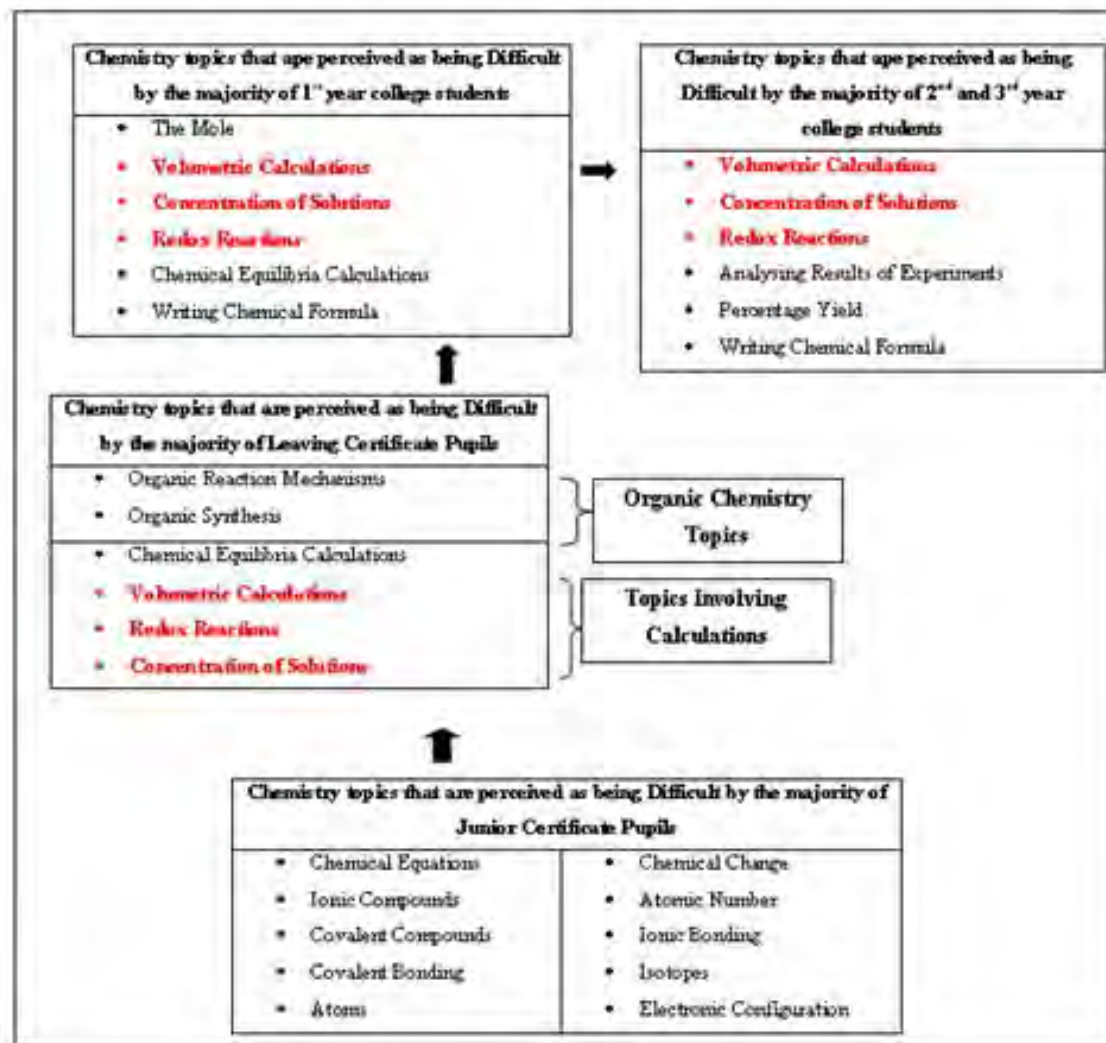 Chemistry topics that ape perceived as being Difficult
by the majority of 1st year college students
• The Mole
• Volumetric Calculations
• Concentration of Solutions
• Redox Reactions
• Chemical Equilibria Calculations
• Writing Chemical Formula
Chemistry topics that ape perceived as being
Difficult by the majority of 2nd and 3rd year
college students
• Volumetric Calculations
• Concentration of Solutions
• Redox Reactions
• Analysing Results of Experiments
• Percentage Yield
• Writing Chemical Formula
Chemistry topics that are perceived as being Difficult
by the majority of Leaving Certificate Pupils
• Organic Reaction Mechanisms
• Organic Synthesis
• Chemical Equilibria Calculations
• Volumetric Calculations
• Redox Reactions
• Concentration of Solutions
Organic Chemistry
Topics
Topics Involving
Calculations
Chemistry topics that are perceived as being Difficult by the majority of
Junior Certificate Pupils
• Chemical Equations
• Ionic Compounds
• Covalent Compounds
• Covalent Bonding
• Atoms
• Chemical Change
• Atomic Number
• Ionic Bonding
• Isotopes
• Electronic Configuration